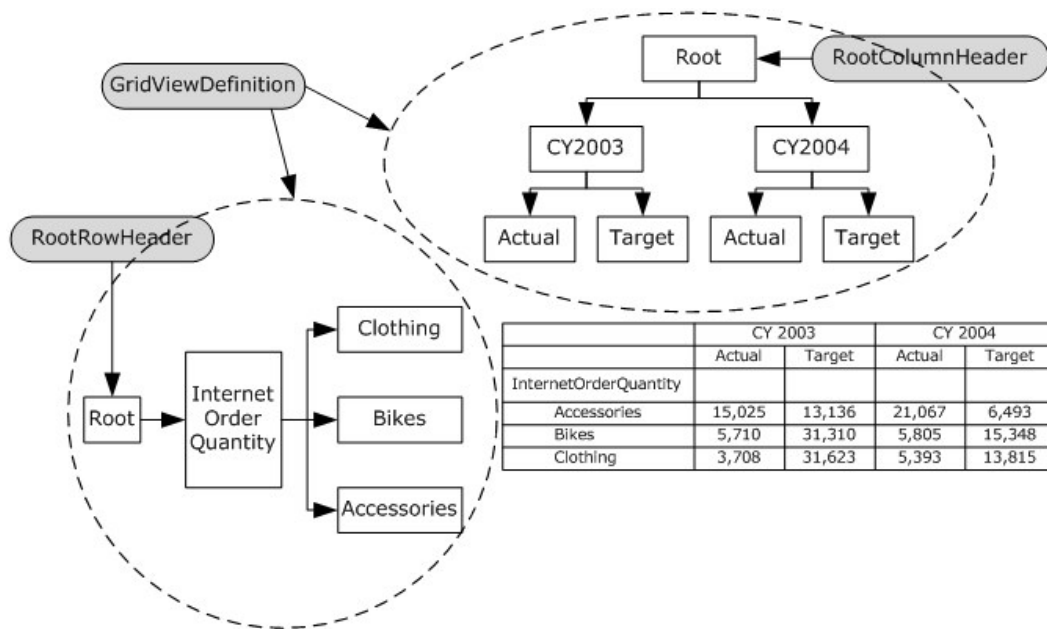 GridViewDefinition
Root
RootColumnHeader
CY2003
CY2004
Actual
Target
Actual
Target
RootRowHeader
Root
Internet
Order
Quantity
Clothing
Bikes
Accessories
CY 2003 CY 2004
Actual Target Actual Target
InternetOrderQuantity
Accessories 15,025 13,136 21,067 6,493
Bikes 5,710 31,310 5,805 15,348
Clothing 3,708 31,623 5,393 13,815